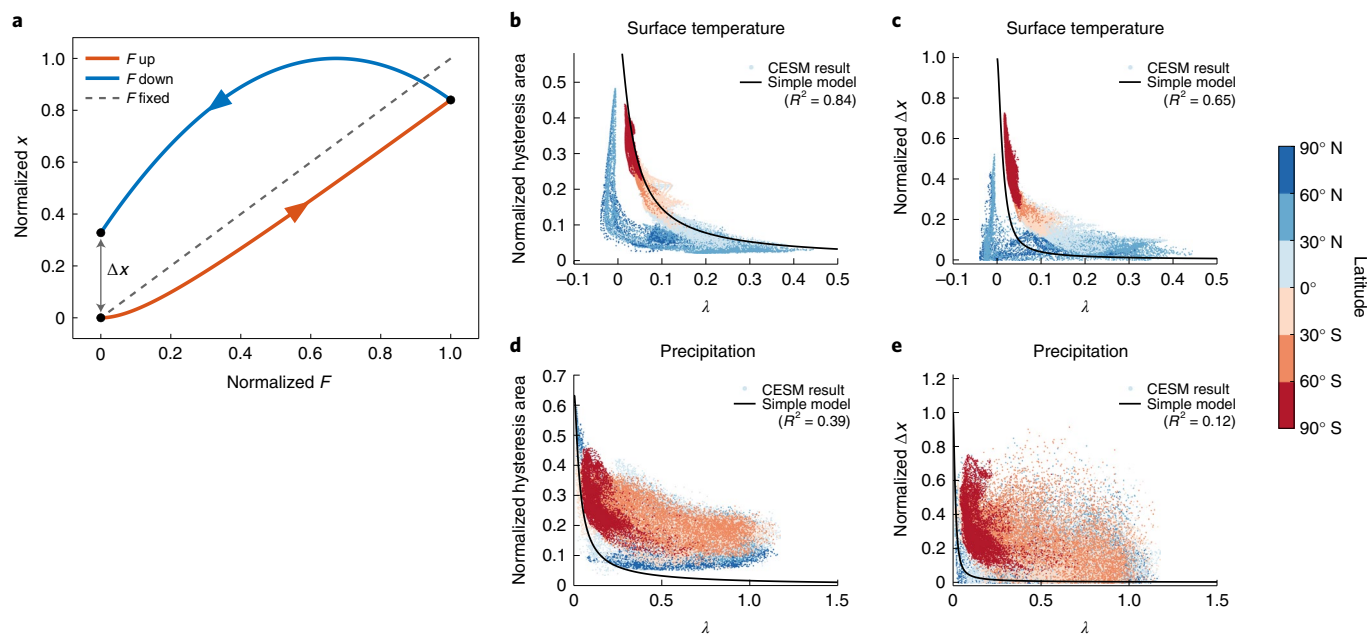 a
F up
F down
F fixed
Normalized x
1.0
0.8
0.6
0.4
0.2
0
Δx
0
0.2
0.4
0.6
0.8
1.0
Normalized F
b
Surface temperature
CESM result
Simple model
(R² = 0.84)
Normalized hysteresis area
0.5
0.4
0.3
0.2
0.1
0
−0.1
0
0.1
0.2
0.3
0.4
0.5
λ
c
Surface temperature
CESM result
Simple model
(R² = 0.65)
Normalized Δx
1.0
0.8
0.6
0.4
0.2
0
−0.1
0
0.1
0.2
0.3
0.4
0.5
λ
d
Precipitation
CESM result
Simple model
(R² = 0.39)
Normalized hysteresis area
0.7
0.6
0.5
0.4
0.3
0.2
0.1
0
0
0.5
1.0
1.5
λ
e
Precipitation
CESM result
Simple model
(R² = 0.12)
Normalized Δx
1.2
1.0
0.8
0.6
0.4
0.2
0
0
0.5
1.0
1.5
λ
90° N
60° N
30° N
0°
30° S
60° S
90° S
Latitude